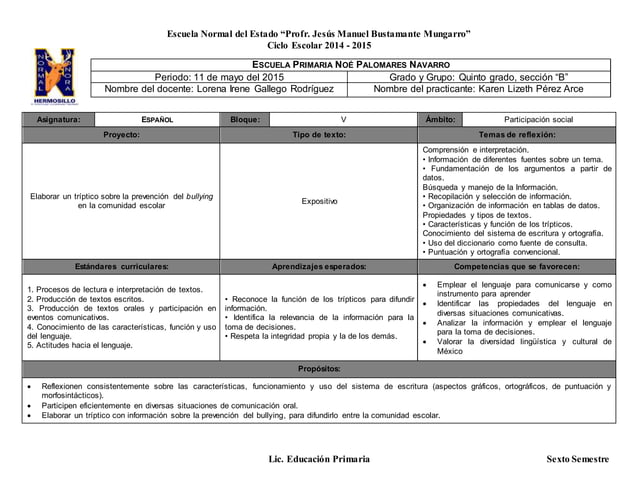 Escuela Normal del Estado “Profr. Jesús Manuel Bustamante Mungarro”
Ciclo Escolar 2014 - 2015
NORMAL
SONORA
HERMOSILLO
ESCUELA PRIMARIA NOÉ PALOMARES NAVARRO
Periodo: 11 de mayo del 2015
Grado y Grupo: Quinto grado, sección “B”
Nombre del docente: Lorena Irene Gallego Rodríguez
Nombre del practicante: Karen Lizeth Pérez Arce
Asignatura:
ESPAÑOL
Bloque:
V
Ámbito:
Participación social
Proyecto:
Tipo de texto:
Temas de reflexión:
Elaborar un tríptico sobre la prevención del bullying
en la comunidad escolar
Expositivo
Comprensión e interpretación.
• Información de diferentes fuentes sobre un tema.
• Fundamentación de los argumentos a partir de
datos.
Búsqueda y manejo de la Información.
• Recopilación y selección de información.
• Organización de información en tablas de datos.
Propiedades y tipos de textos.
• Características y función de los trípticos.
Conocimiento del sistema de escritura y ortografía.
• Uso del diccionario como fuente de consulta.
• Puntuación y ortografía convencional.
Estándares curriculares:
Aprendizajes esperados:
Competencias que se favorecen:
1. Procesos de lectura e interpretación de textos.
2. Producción de textos escritos.
3. Producción de textos orales y participación en
eventos comunicativos.
4. Conocimiento de las características, función y uso
del lenguaje.
5. Actitudes hacia el lenguaje.
• Reconoce la función de los trípticos para difundir
información.
• Identifica la relevancia de la información para la
toma de decisiones.
• Respeta la integridad propia y la de los demás.
• Emplear el lenguaje para comunicarse y como
instrumento para aprender
• Identificar las propiedades del lenguaje en
diversas situaciones comunicativas.
• Analizar la información y emplear el lenguaje
para la toma de decisiones.
• Valorar la diversidad lingüística y cultural de
México
Propósitos:
• Reflexionen consistentemente sobre las características, funcionamiento y uso del sistema de escritura (aspectos gráficos, ortográficos, de puntuación y
morfosintácticos).
• Participen eficientemente en diversas situaciones de comunicación oral.
• Elaborar un tríptico con información sobre la prevención del bullying, para difundirlo entre la comunidad escolar.
Lic. Educación Primaria
Sexto Semestre